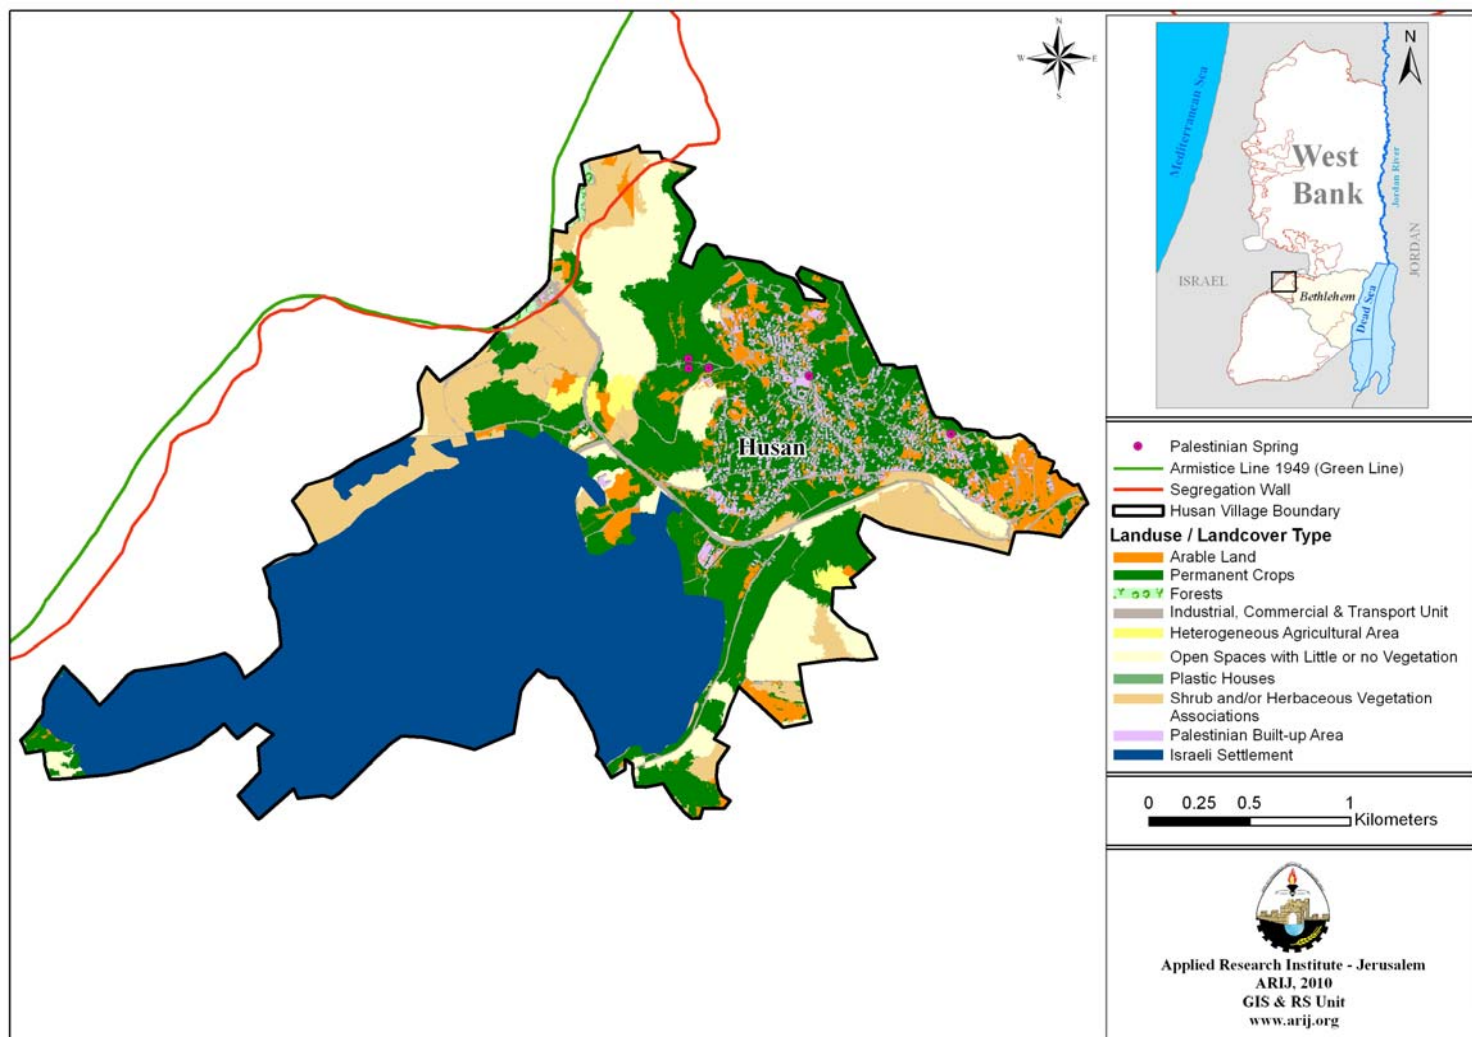 N
W
E
S
Husan
N
Mediterranean Sea
West
Bank
Jordan River
JORDAN
ISRAEL
Bethlehem
Dead Sea
Palestinian Spring
Armistice Line 1949 (Green Line)
Segregation Wall
Husan Village Boundary
Landuse / Landcover Type
Arable Land
Permanent Crops
Forests
Industrial, Commercial & Transport Unit
Heterogeneous Agricultural Area
Open Spaces with Little or no Vegetation
Plastic Houses
Shrub and/or Herbaceous Vegetation
Associations
Palestinian Built-up Area
Israeli Settlement
0 0.25 0.5 1
Kilometers
Applied Research Institute - Jerusalem
ARIJ, 2010
GIS & RS Unit
www.arij.org